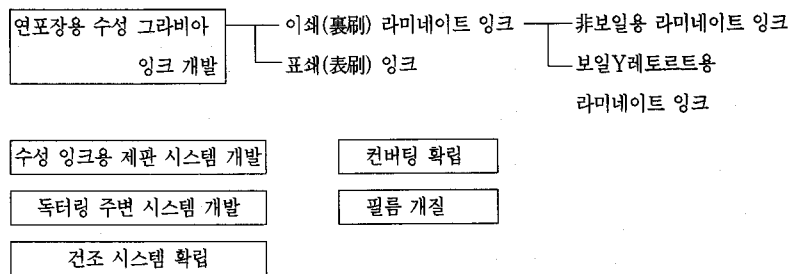 연포장용 수성 그라비아 이쇄(裏刷) 라미네이트 잉크 非보일용 라미네이트 잉크
잉크 개발 표쇄(表刷) 잉크 보일Y레토르트용
라미네이트 잉크
수성 잉크용 제판 시스템 개발 컨버팅 확립
독터링 주변 시스템 개발 필름 개질
건조 시스템 확립